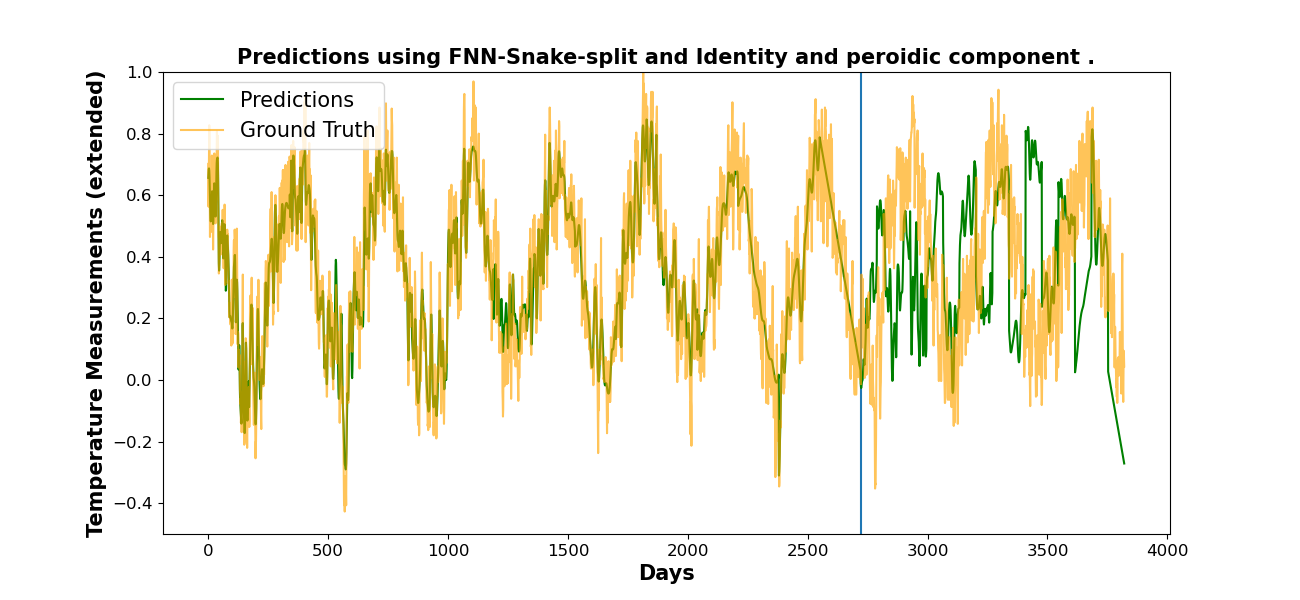 Predictions using FNN-Snake-split and Identity and peroidic component .
Predictions
Ground Truth
Temperature Measurements (extended)
1.0
0.8
0.6
0.4
0.2
0.0
−0.2
−0.4
0 500 1000 1500 2000 2500 3000 3500 4000
Days